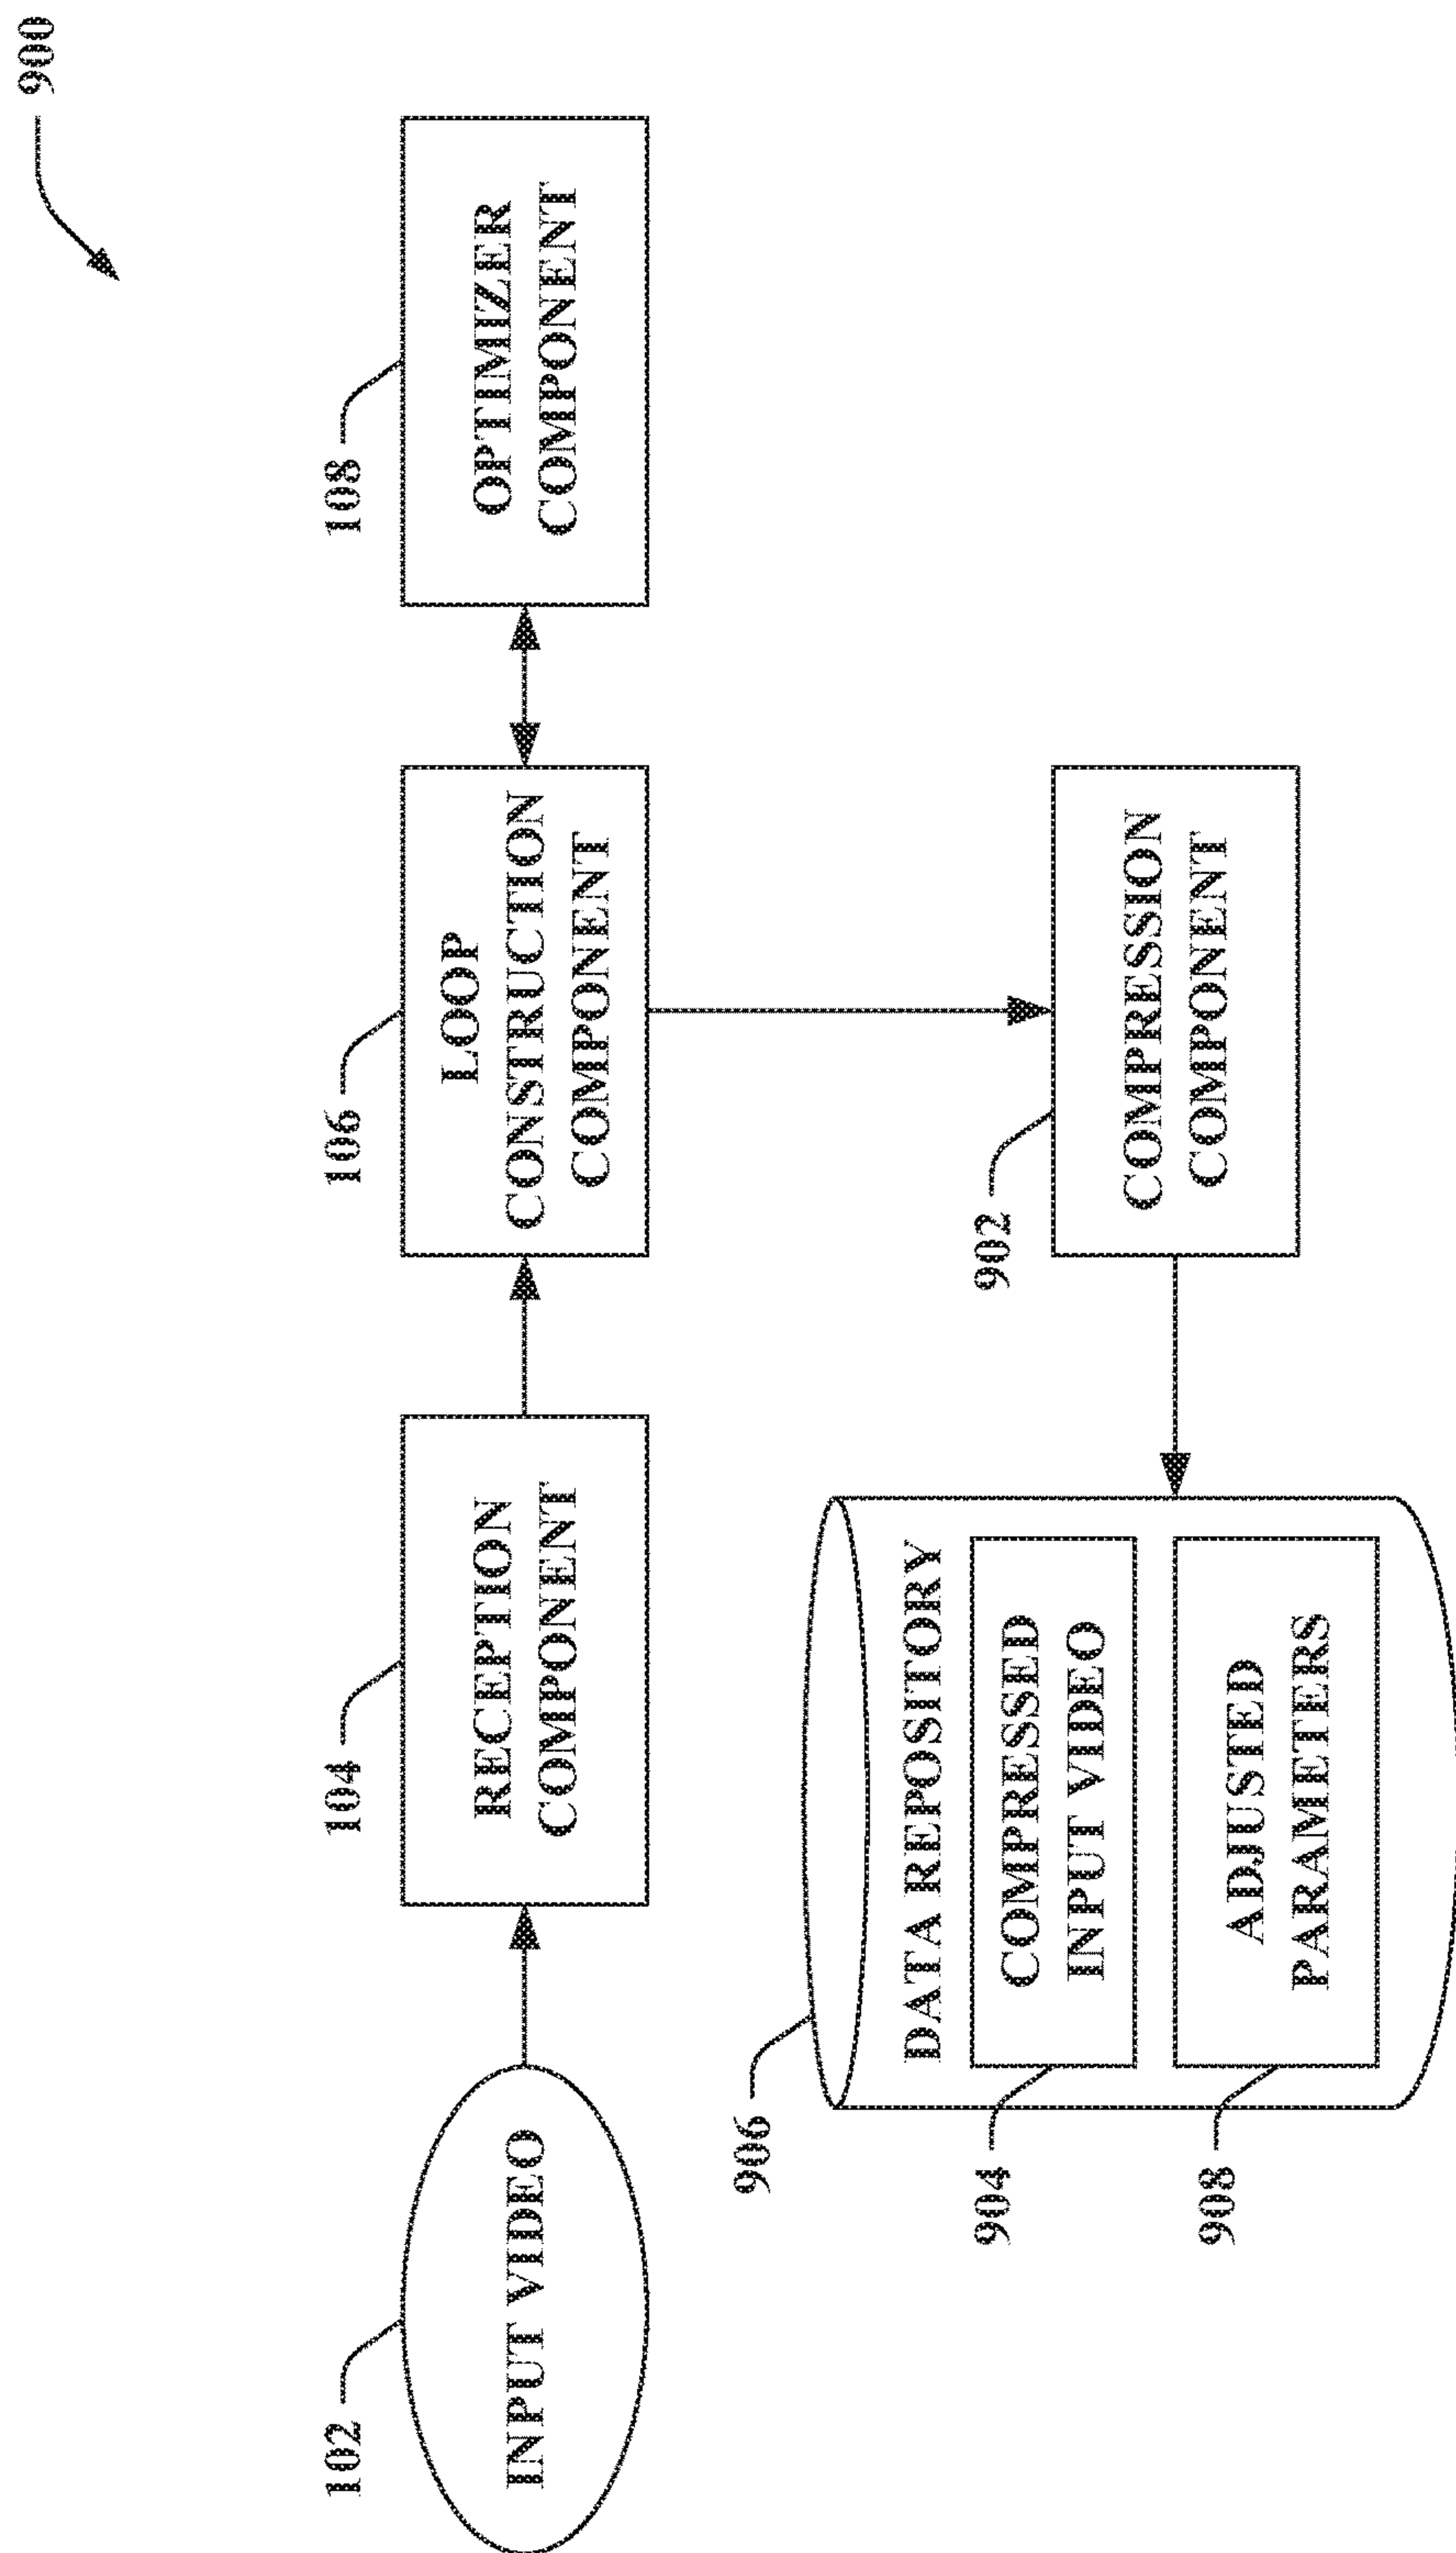 900
102
INPUT VIDEO
104
RECEPTION
COMPONENT
106
LOOP
CONSTRUCTION
COMPONENT
108
OPTIMIZER
COMPONENT
902
COMPRESSION
COMPONENT
906
DATA REPOSITORY
904
COMPRESSED
INPUT VIDEO
908
ADJUSTED
PARAMETERS